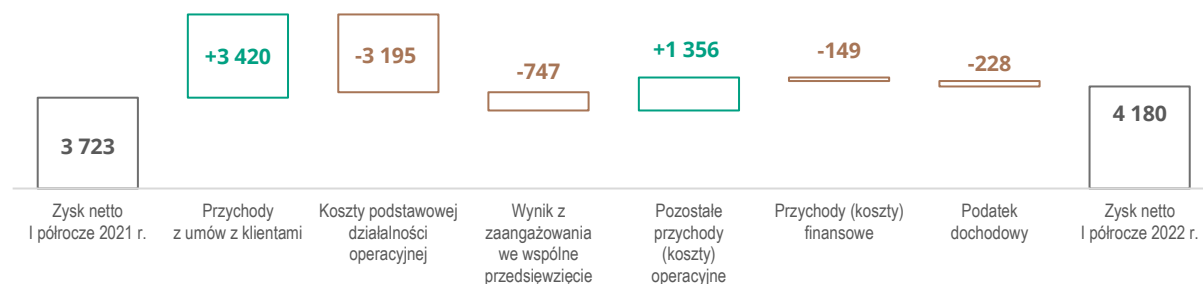 +3 420
-3 195
-747
+1 356
-149
-228
3 723
4 180
Zysk netto
I półrocze 2021 r.
Przychody
z umów z klientami
Koszty podstawowej
działalności
operacyjnej
Wynik z
zaangażowania
we wspólne
przedsięwzięcie
Pozostałe
przychody
(koszty)
operacyjne
Przychody (koszty)
finansowe
Podatek
dochodowy
Zysk netto
I półrocze 2022 r.